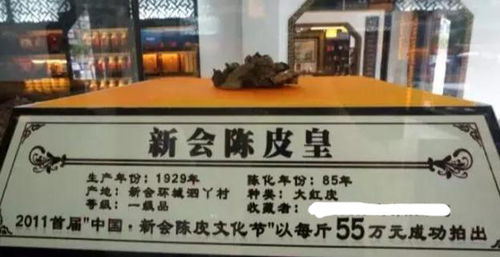 新会陈皮皇
生产年份：1929年 陈化年份：85年
产地：新会环城泗丫村 种类：大红皮
等级：一级品 收藏者：
2011首届"中国·新会陈皮文化节"以每斤55万元成功拍出